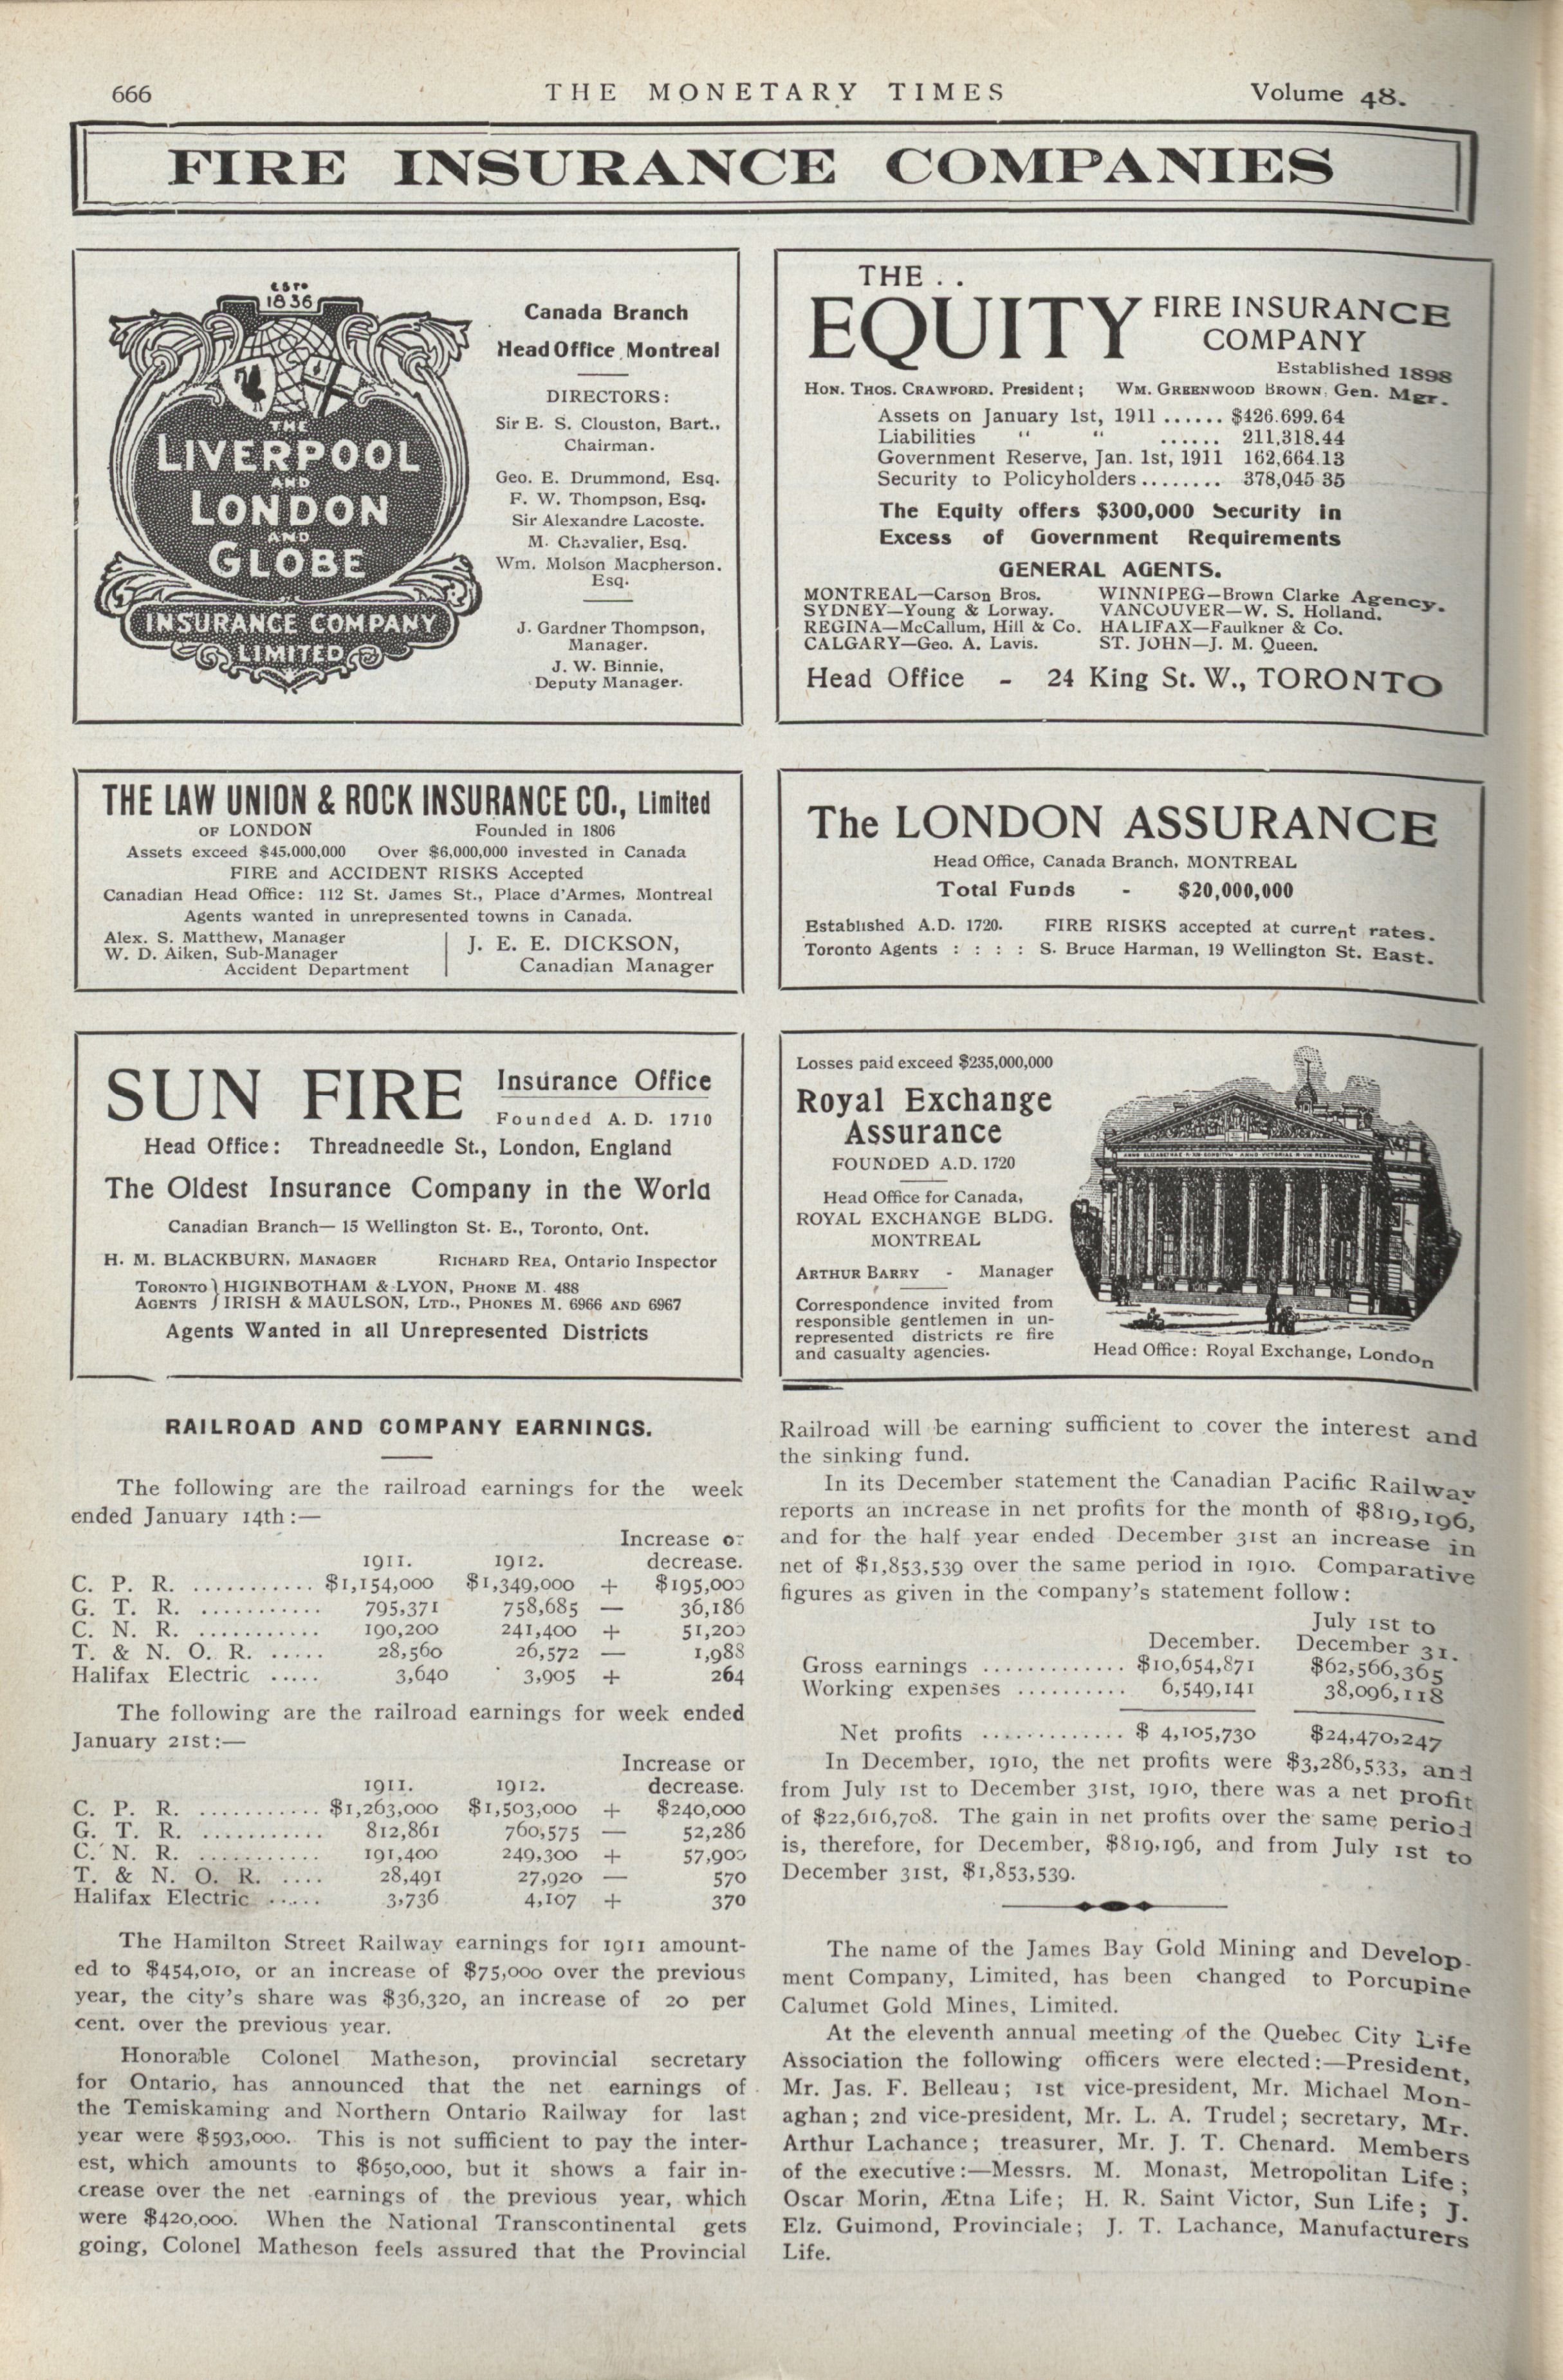 666
THE MONETARY TIMES
Volume 48.
FIRE INSURANCE COMPANIES
ESTD
1836
THE
LIVERPOOL
AND
LONDON
AND
GLOBE
INSURANCE COMPANY
LIMITED
Canada Branch
Head Office Montreal
DIRECTORS:
Sir E. S. Clouston, Bart.,
Chairman.
Geo. E. Drummond, Esq.
F. W. Thompson, Esq.
Sir Alexandre Lacoste.
M. Chevalier, Esq.
Wm. Molson Macpherson.
Esq.
J. Gardner Thompson,
Manager.
J. W. Binnie,
Deputy Manager.
THE . .
EQUITY FIRE INSURANCE
COMPANY
Established 1898
HON. THOS. CRAWFORD. President; WM. GREENWOOD BROWN, Gen. Mgr.
Assets on January 1st, 1911 ...... $426.699.64
Liabilities " " ...... 211,318.44
Government Reserve, Jan. 1st, 1911 162,664.13
Security to Policyholders........ 378,045 35
The Equity offers $300,000 Security in
Excess of Government Requirements
GENERAL AGENTS.
MONTREAL—Carson Bros. WINNIPEG—Brown Clarke Agency.
SYDNEY—Young & Lorway. VANCOUVER—W. S. Holland.
REGINA—McCallum, Hill & Co. HALIFAX—Faulkner & Co.
CALGARY—Geo. A. Lavis. ST. JOHN—J. M. Queen.
Head Office - 24 King St. W., TORONTO
THE LAW UNION & ROCK INSURANCE CO., Limited
OF LONDON Founded in 1806
Assets exceed $45,000,000 Over $6,000,000 invested in Canada
FIRE and ACCIDENT RISKS Accepted
Canadian Head Office: 112 St. James St., Place d'Armes, Montreal
Agents wanted in unrepresented towns in Canada.
Alex. S. Matthew, Manager
W. D. Aiken, Sub-Manager
Accident Department
J. E. E. DICKSON,
Canadian Manager
The LONDON ASSURANCE
Head Office, Canada Branch, MONTREAL
Total Funds - $20,000,000
Established A.D. 1720. FIRE RISKS accepted at current rates.
Toronto Agents : : : : S. Bruce Harman, 19 Wellington St. East.
SUN FIRE Insurance Office
Founded A. D. 1710
Head Office: Threadneedle St., London, England
The Oldest Insurance Company in the World
Canadian Branch— 15 Wellington St. E., Toronto, Ont.
H. M. BLACKBURN, MANAGER RICHARD REA, Ontario Inspector
TORONTO } HIGINBOTHAM & LYON, PHONE M. 488
AGENTS } IRISH & MAULSON, LTD., PHONES M. 6966 AND 6967
Agents Wanted in all Unrepresented Districts
Losses paid exceed $235,000,000
Royal Exchange
Assurance
FOUNDED A.D. 1720
Head Office for Canada,
ROYAL EXCHANGE BLDG.
MONTREAL
ARTHUR BARRY - Manager
Correspondence invited from
responsible gentlemen in un-
represented districts re fire
and casualty agencies.
Head Office: Royal Exchange, London
RAILROAD AND COMPANY EARNINGS.
The following are the railroad earnings for the week
ended January 14th:—
Increase or
1911. 1912. decrease.
C. P. R. ........... $1,154,000 $1,349,000 + $195,000
G. T. R. ........... 795,371 758,685 — 36,186
C. N. R. ........... 190,200 241,400 + 51,200
T. & N. O. R. ..... 28,560 26,572 — 1,988
Halifax Electric ..... 3,640 3,905 + 264
The following are the railroad earnings for week ended
January 21st:—
Increase or
1911. 1912. decrease.
C. P. R. ........... $1,263,000 $1,503,000 + $240,000
G. T. R. ........... 812,861 760,575 — 52,286
C. N. R. ........... 191,400 249,300 + 57,900
T. & N. O. R. .... 28,491 27,920 — 570
Halifax Electric ..... 3,736 4,107 + 370
The Hamilton Street Railway earnings for 1911 amount-
ed to $454,010, or an increase of $75,000 over the previous
year, the city's share was $36,320, an increase of 20 per
cent. over the previous year.
Honorable Colonel Matheson, provincial secretary
for Ontario, has announced that the net earnings of
the Temiskaming and Northern Ontario Railway for last
year were $593,000. This is not sufficient to pay the inter-
est, which amounts to $650,000, but it shows a fair in-
crease over the net earnings of the previous year, which
were $420,000. When the National Transcontinental gets
going, Colonel Matheson feels assured that the Provincial
Railroad will be earning sufficient to cover the interest and
the sinking fund.
In its December statement the Canadian Pacific Railway
reports an increase in net profits for the month of $819,196,
and for the half year ended December 31st an increase in
net of $1,853,539 over the same period in 1910. Comparative
figures as given in the company's statement follow:
July 1st to
December. December 31.
Gross earnings ............. $10,654,871 $62,566,365
Working expenses .......... 6,549,141 38,096,118
Net profits ............. $ 4,105,730 $24,470,247
In December, 1910, the net profits were $3,286,533, and
from July 1st to December 31st, 1910, there was a net profit
of $22,616,708. The gain in net profits over the same period
is, therefore, for December, $819,196, and from July 1st to
December 31st, $1,853,539.
The name of the James Bay Gold Mining and Develop-
ment Company, Limited, has been changed to Porcupine
Calumet Gold Mines, Limited.
At the eleventh annual meeting of the Quebec City Life
Association the following officers were elected:—President,
Mr. Jas. F. Belleau; 1st vice-president, Mr. Michael Mon-
aghan; 2nd vice-president, Mr. L. A. Trudel; secretary, Mr.
Arthur Lachance; treasurer, Mr. J. T. Chenard. Members
of the executive:—Messrs. M. Monast, Metropolitan Life;
Oscar Morin, Ætna Life; H. R. Saint Victor, Sun Life; J.
Elz. Guimond, Provinciale; J. T. Lachance, Manufacturers
Life.